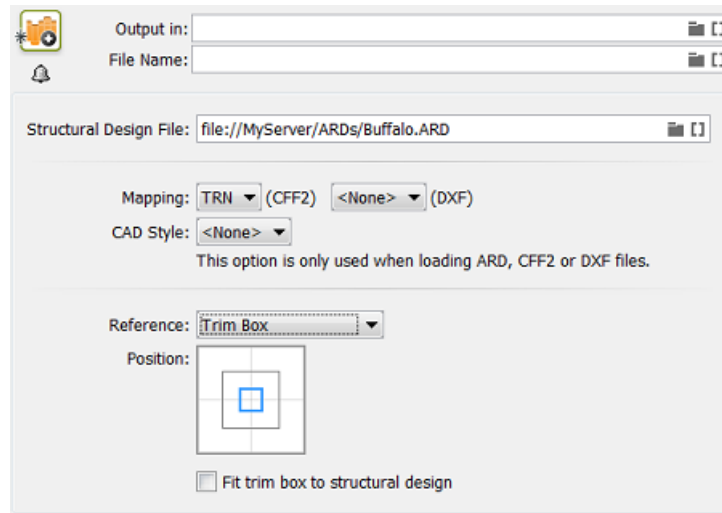 Output in:
File Name:
Structural Design File: file://MyServer/ARDs/Buffalo.ARD
Mapping: TRN (CFF2) <None> (DXF)
CAD Style: <None>
This option is only used when loading ARD, CFF2 or DXF files.
Reference: Trim Box
Position:
Fit trim box to structural design